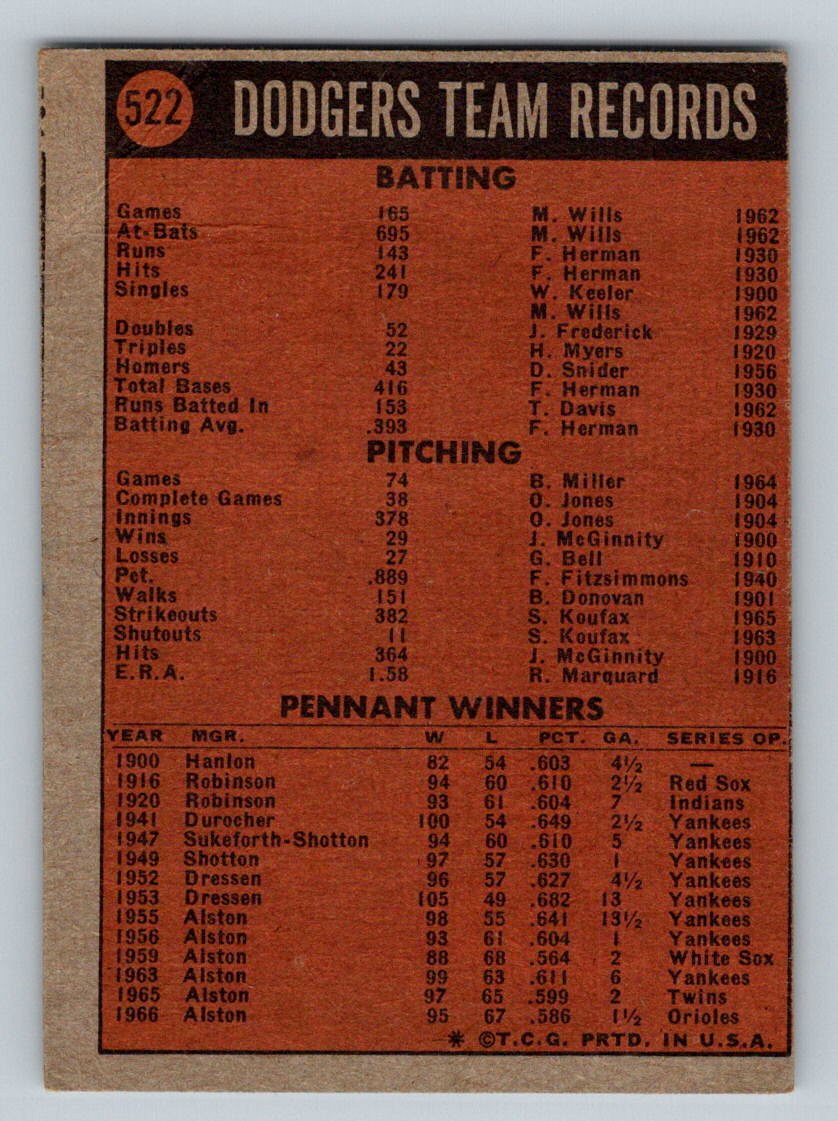 522 DODGERS TEAM RECORDS
BATTING
Games 165 M. Wills 1962
At-Bats 695 M. Wills 1962
Runs 143 F. Herman 1930
Hits 241 F. Herman 1930
Singles 179 W. Keeler 1900
M. Wills 1962
Doubles 52 J. Frederick 1929
Triples 22 H. Myers 1920
Homers 43 D. Snider 1956
Total Bases 416 F. Herman 1930
Runs Batted In 153 T. Davis 1962
Batting Avg. .393 F. Herman 1930
PITCHING
Games 74 B. Miller 1964
Complete Games 38 O. Jones 1904
Innings 378 O. Jones 1904
Wins 29 J. McGinnity 1900
Losses 27 G. Bell 1910
Pct. .889 F. Fitzsimmons 1940
Walks 151 B. Donovan 1901
Strikeouts 382 S. Koufax 1965
Shutouts 11 S. Koufax 1963
Hits 364 J. McGinnity 1900
E.R.A. 1.58 R. Marquard 1916
PENNANT WINNERS
YEAR MGR. W L PCT. GA. SERIES OP.
1900 Hanlon 82 54 .603 4½ —
1916 Robinson 94 60 .610 2½ Red Sox
1920 Robinson 93 61 .604 7 Indians
1941 Durocher 100 54 .649 2½ Yankees
1947 Sukeforth-Shotton 94 60 .610 5 Yankees
1949 Shotton 97 57 .630 1 Yankees
1952 Dressen 96 57 .627 4½ Yankees
1953 Dressen 105 49 .682 13 Yankees
1955 Alston 98 55 .641 13½ Yankees
1956 Alston 93 61 .604 1 Yankees
1959 Alston 88 68 .564 2 White Sox
1963 Alston 99 63 .611 6 Yankees
1965 Alston 97 65 .599 2 Twins
1966 Alston 95 67 .586 1½ Orioles
* ©T.C.G. PRTD. IN U.S.A.